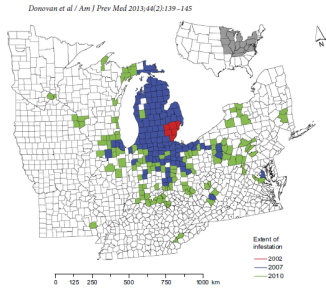 Donovan et al / Am J Prev Med 2013;44(2):139–145
N
Extent of
infestation
2002
2007
2010
0 125 250 500 750 1000 km